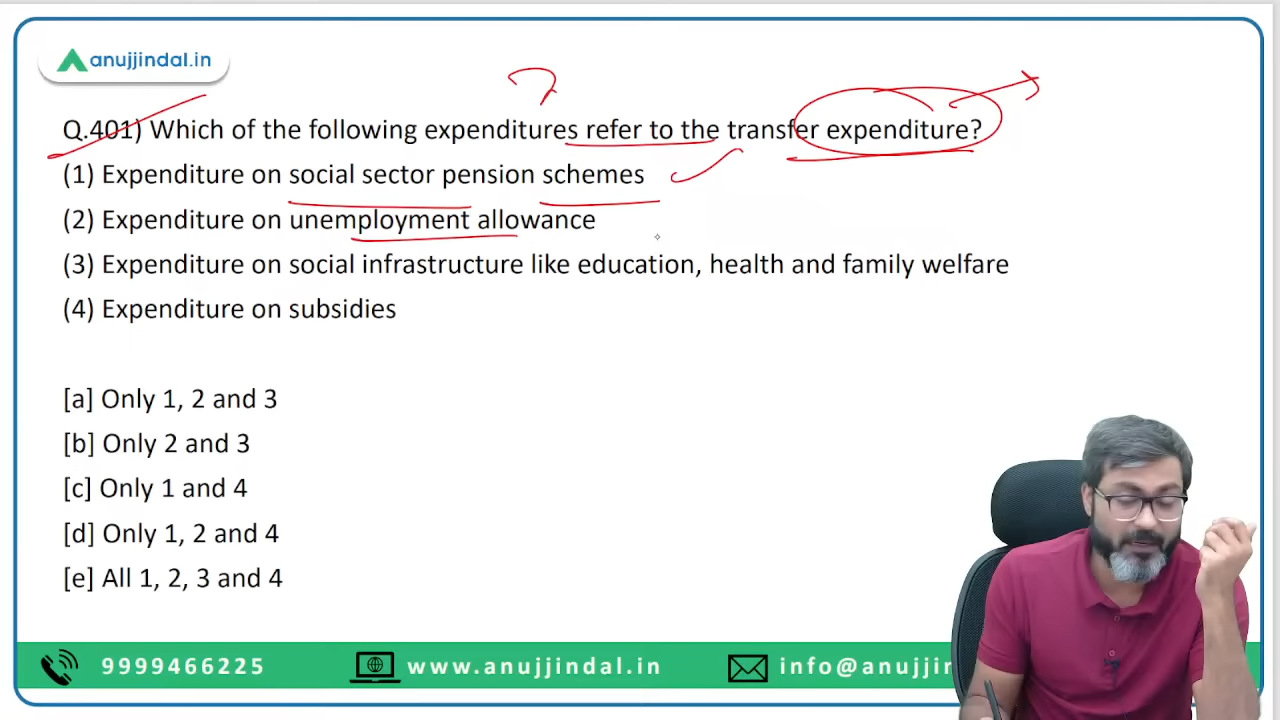 anujjindal.in
Q.401) Which of the following expenditures refer to the transfer expenditure?
(1) Expenditure on social sector pension schemes
(2) Expenditure on unemployment allowance
(3) Expenditure on social infrastructure like education, health and family welfare
(4) Expenditure on subsidies
[a] Only 1, 2 and 3
[b] Only 2 and 3
[c] Only 1 and 4
[d] Only 1, 2 and 4
[e] All 1, 2, 3 and 4
9999466225 www.anujjindal.in